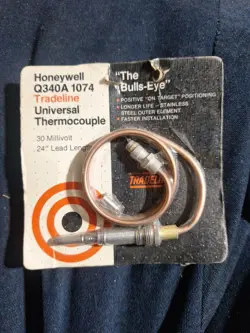 Honeywell
Q340A 1074
Tradeline
Universal
Thermocouple
30 Millivolt
24" Lead Length
"The
Bulls-Eye"
• POSITIVE "ON TARGET" POSITIONING
• LONGER LIFE - STAINLESS
STEEL OUTER ELEMENT
• FASTER INSTALLATION